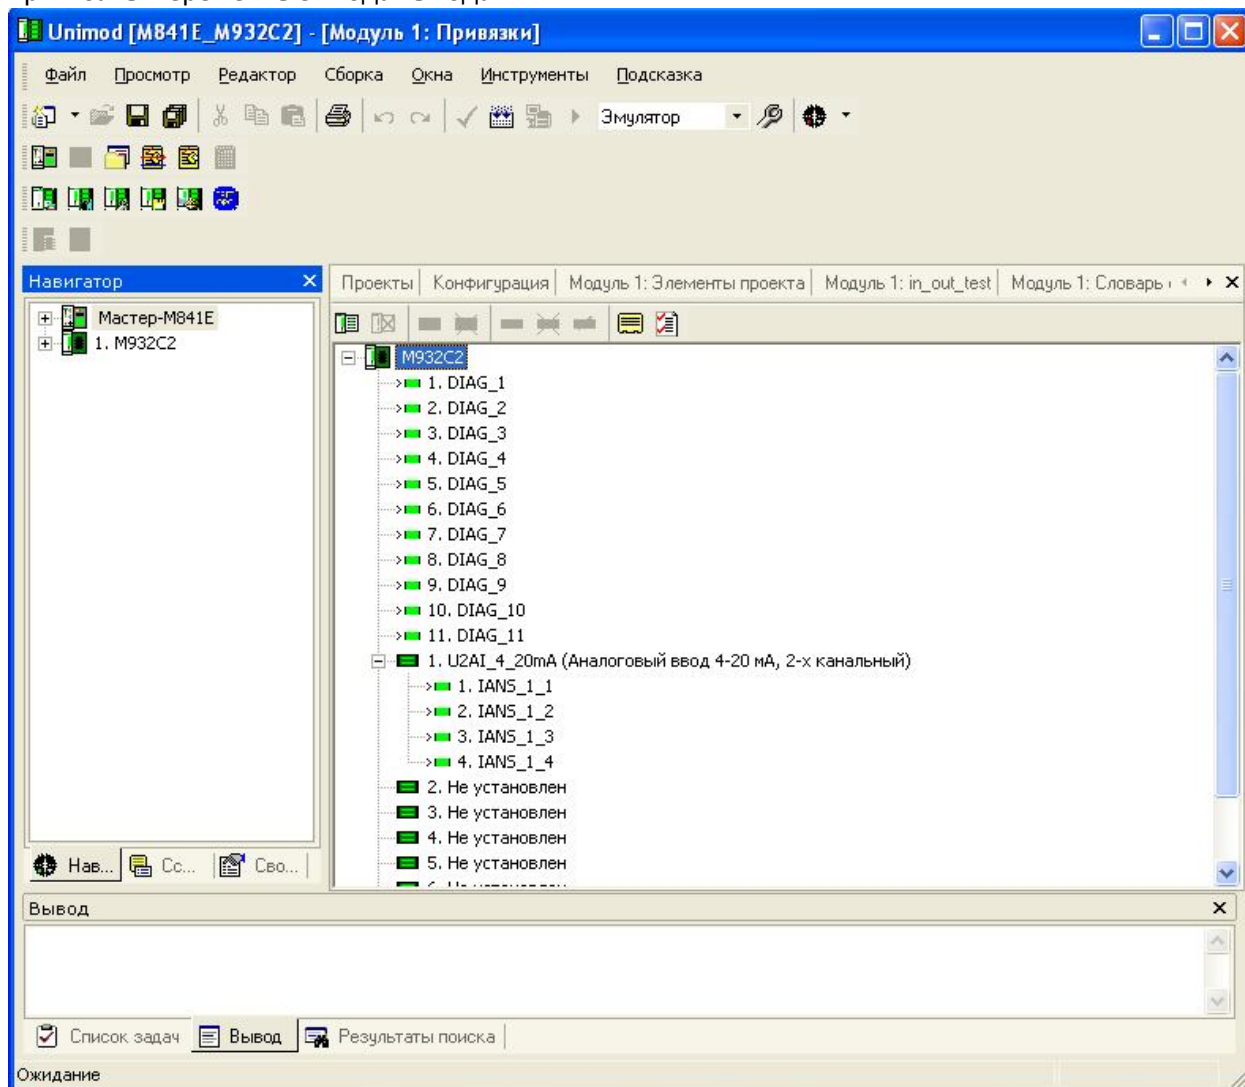 Unimod [M841E_M932C2] - [Модуль 1: Привязки]
Файл Просмотр Редактор Сборка Окна Инструменты Подсказка
Эмулятор
Навигатор
Проекты Конфигурация Модуль 1: Элементы проекта Модуль 1: in_out_test Модуль 1: Словарь
Мастер-M841E
1. M932C2
M932C2
1. DIAG_1
2. DIAG_2
3. DIAG_3
4. DIAG_4
5. DIAG_5
6. DIAG_6
7. DIAG_7
8. DIAG_8
9. DIAG_9
10. DIAG_10
11. DIAG_11
1. U2AI_4_20mA (Аналоговый ввод 4-20 мА, 2-х канальный)
1. IANS_1_1
2. IANS_1_2
3. IANS_1_3
4. IANS_1_4
2. Не установлен
3. Не установлен
4. Не установлен
5. Не установлен
Нав... Сс... Сво...
Вывод
Список задач Вывод Результаты поиска
Ожидание